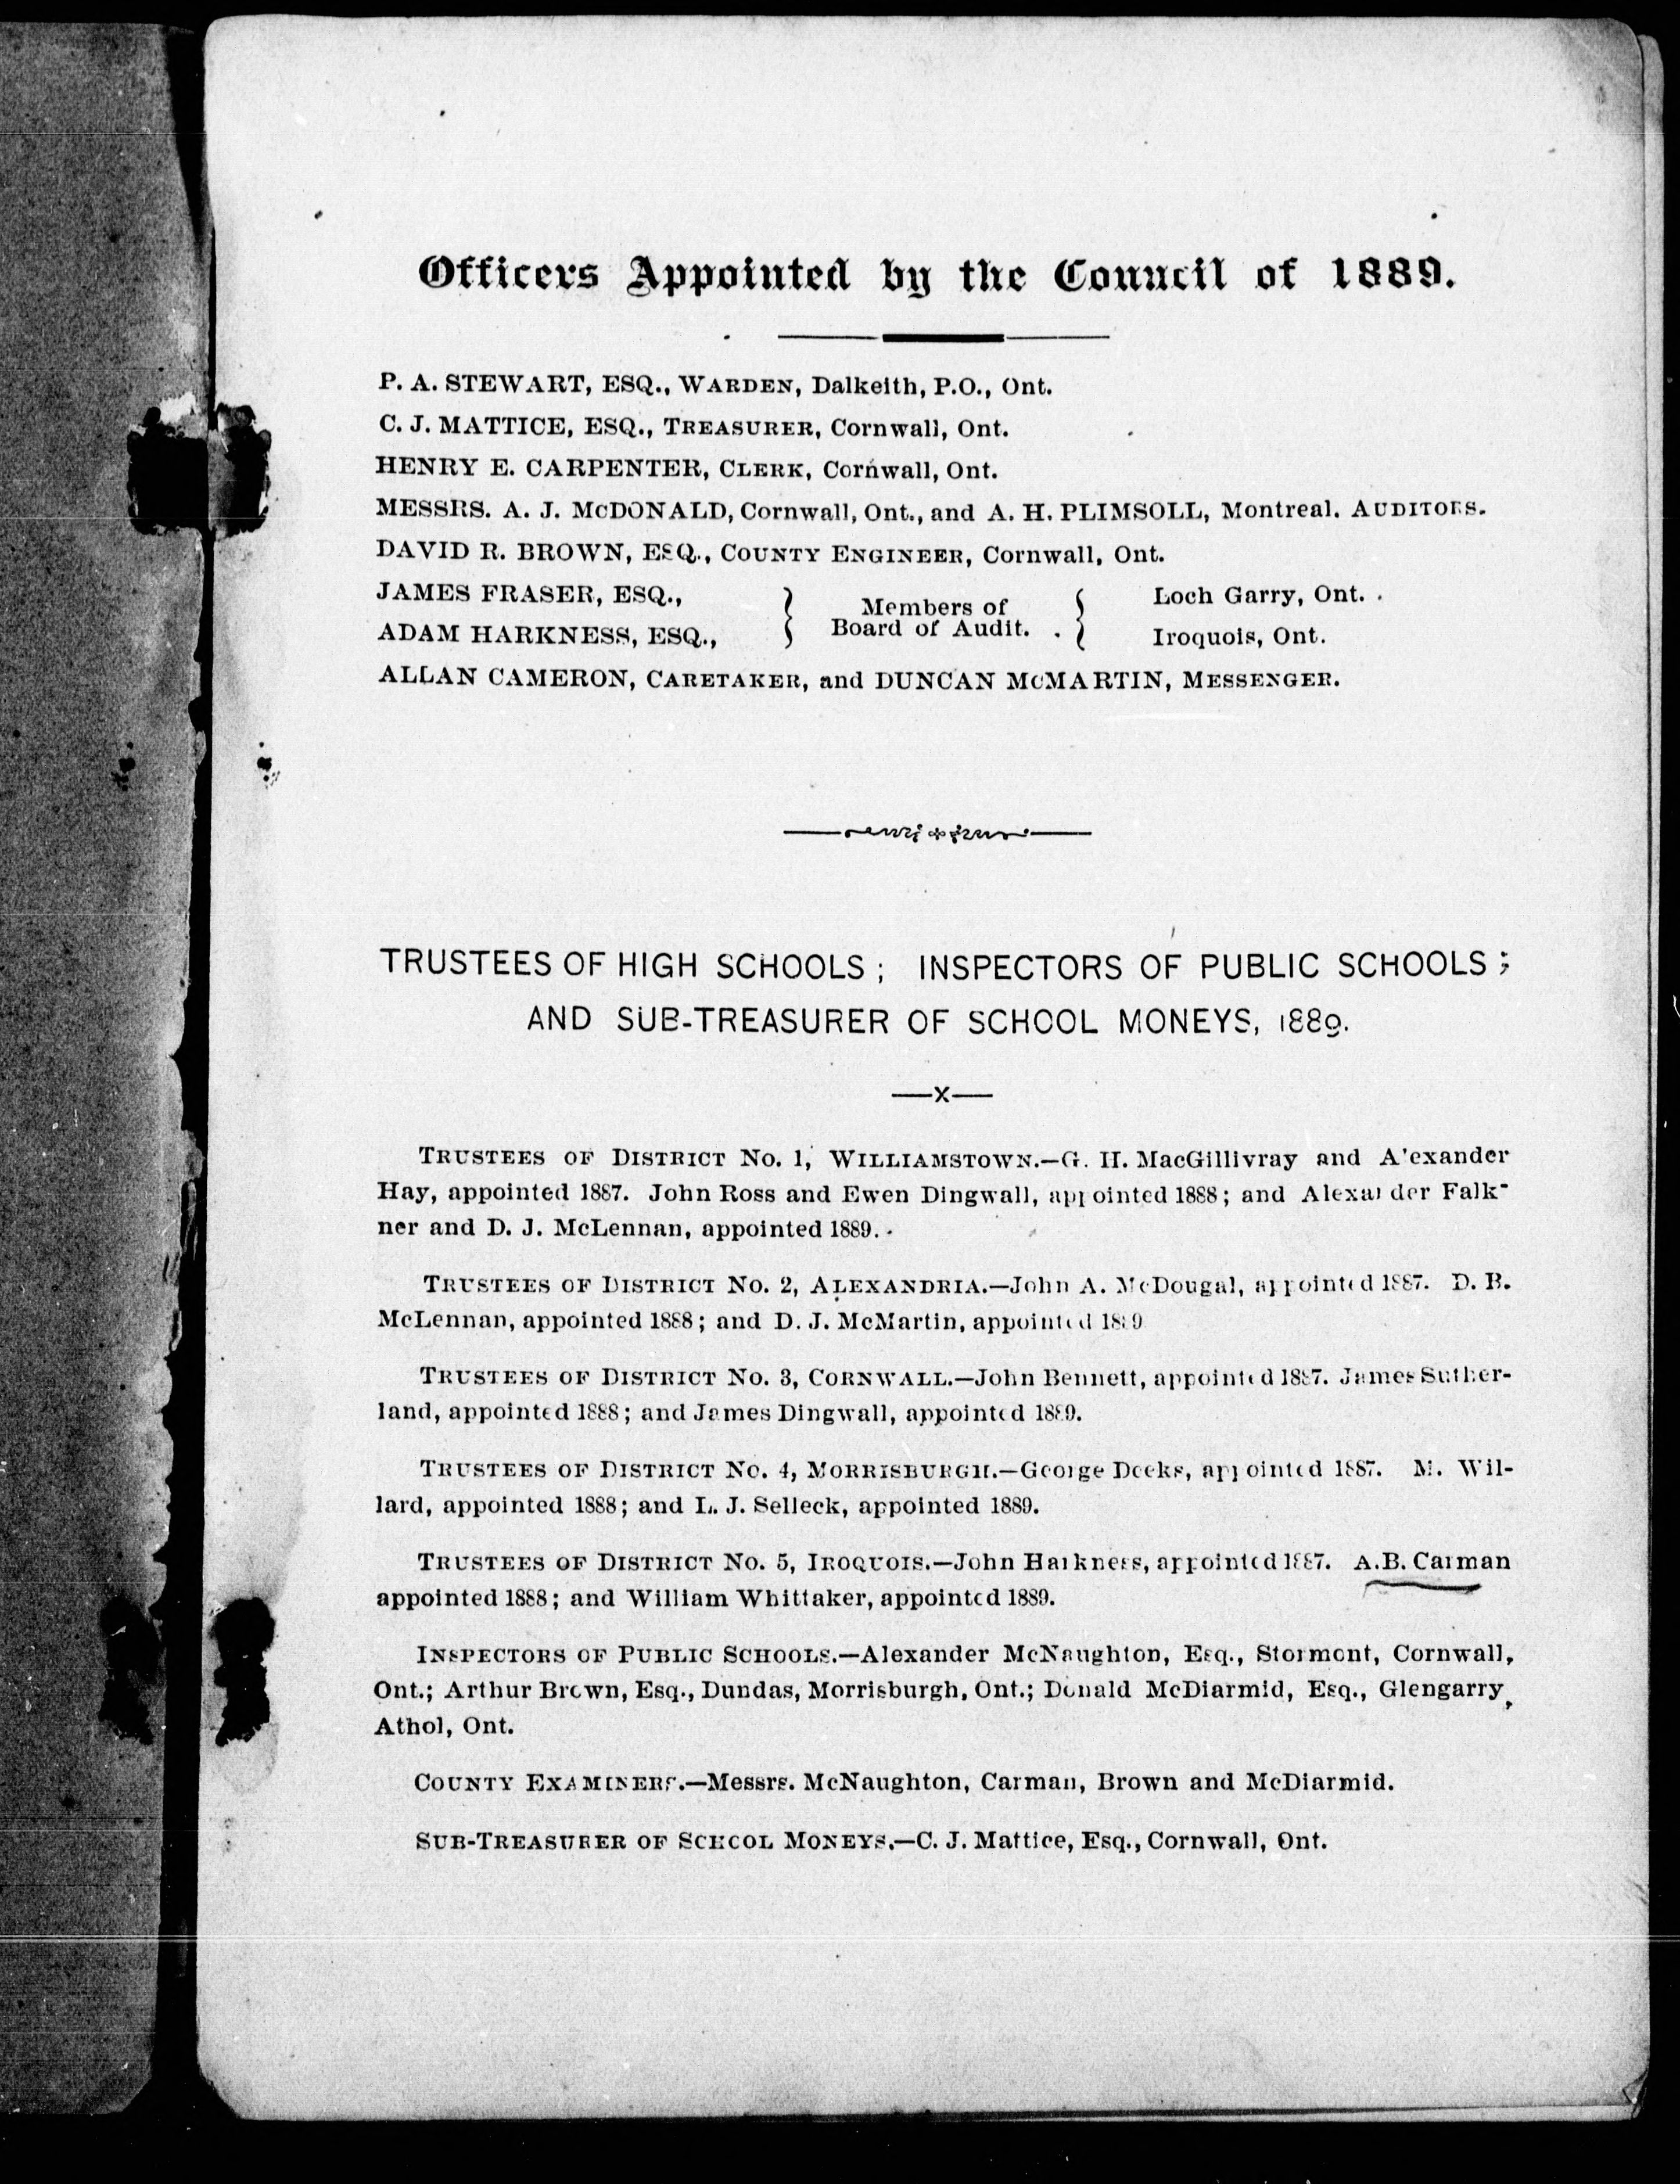 Officers Appointed by the Council of 1889.
P. A. STEWART, ESQ., WARDEN, Dalkeith, P.O., Ont.
C. J. MATTICE, ESQ., TREASURER, Cornwall, Ont.
HENRY E. CARPENTER, CLERK, Cornwall, Ont.
MESSRS. A. J. McDONALD, Cornwall, Ont., and A. H. PLIMSOLL, Montreal. AUDITORS.
DAVID R. BROWN, ESQ., COUNTY ENGINEER, Cornwall, Ont.
JAMES FRASER, ESQ., } Members of { Loch Garry, Ont.
ADAM HARKNESS, ESQ., } Board of Audit. { Iroquois, Ont.
ALLAN CAMERON, CARETAKER, and DUNCAN McMARTIN, MESSENGER.
TRUSTEES OF HIGH SCHOOLS; INSPECTORS OF PUBLIC SCHOOLS;
AND SUB-TREASURER OF SCHOOL MONEYS, 1889.
—x—
TRUSTEES OF DISTRICT No. 1, WILLIAMSTOWN.—G. H. MacGillivray and Alexander
Hay, appointed 1887. John Ross and Ewen Dingwall, appointed 1888; and Alexander Falk-
ner and D. J. McLennan, appointed 1889.
TRUSTEES OF DISTRICT No. 2, ALEXANDRIA.—John A. McDougal, appointed 1887. D. B.
McLennan, appointed 1888; and D. J. McMartin, appointed 1889
TRUSTEES OF DISTRICT No. 3, CORNWALL.—John Bennett, appointed 1887. James Suther-
land, appointed 1888; and James Dingwall, appointed 1889.
TRUSTEES OF DISTRICT No. 4, MORRISBURGH.—George Deeks, appointed 1887. M. Wil-
lard, appointed 1888; and L. J. Selleck, appointed 1889.
TRUSTEES OF DISTRICT No. 5, IROQUOIS.—John Harkness, appointed 1887. A.B. Carman
appointed 1888; and William Whittaker, appointed 1889.
INSPECTORS OF PUBLIC SCHOOLS.—Alexander McNaughton, Esq., Stormont, Cornwall,
Ont.; Arthur Brown, Esq., Dundas, Morrisburgh, Ont.; Donald McDiarmid, Esq., Glengarry,
Athol, Ont.
COUNTY EXAMINERS.—Messrs. McNaughton, Carman, Brown and McDiarmid.
SUB-TREASURER OF SCHOOL MONEYS.—C. J. Mattice, Esq., Cornwall, Ont.